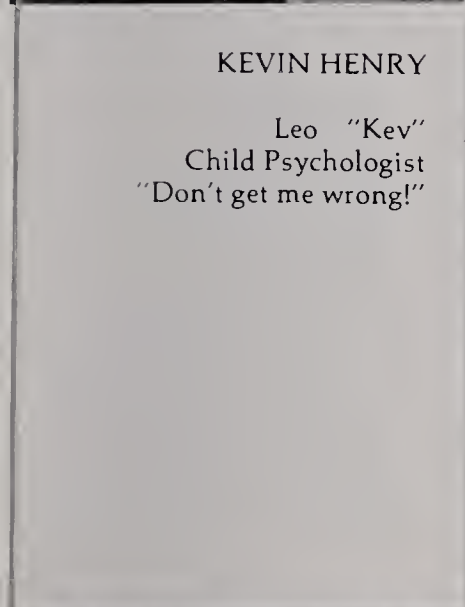 KEVIN HENRY
Leo "Kev"
Child Psychologist
"Don't get me wrong!"